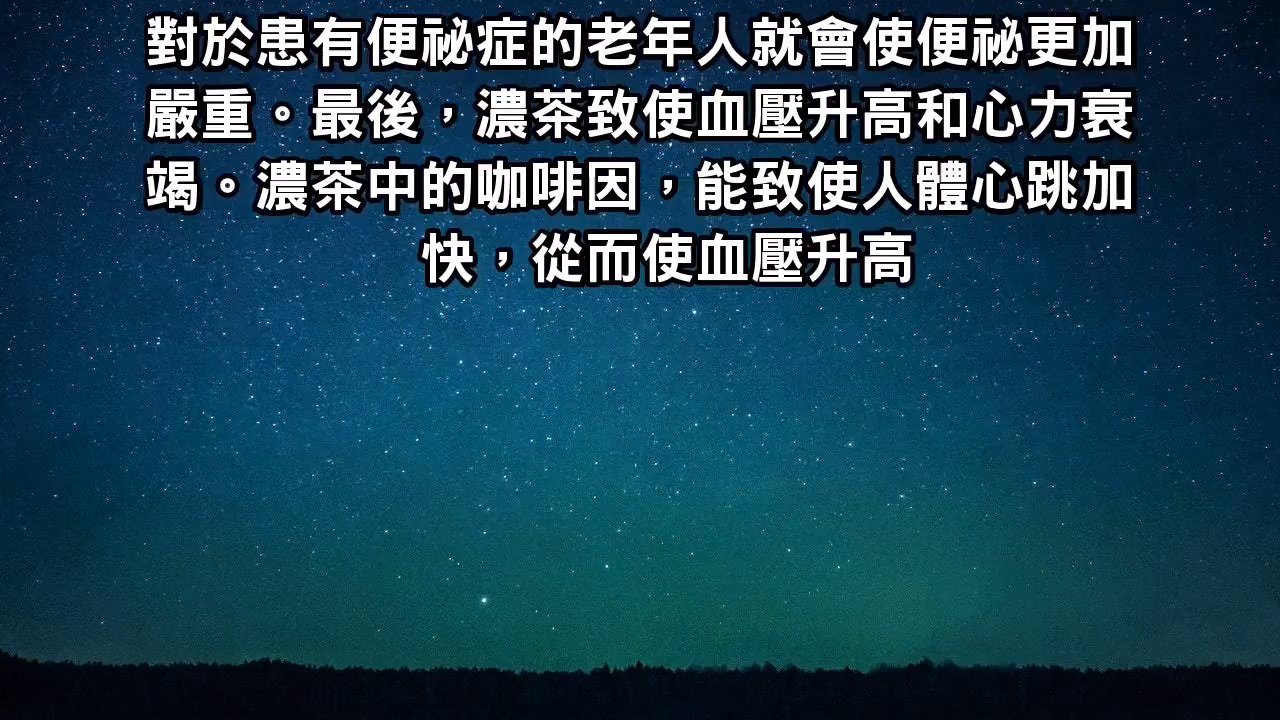 對於患有便祕症的老年人就會使便祕更加
嚴重。最後，濃茶致使血壓升高和心力衰
竭。濃茶中的咖啡因，能致使人體心跳加
快，從而使血壓升高